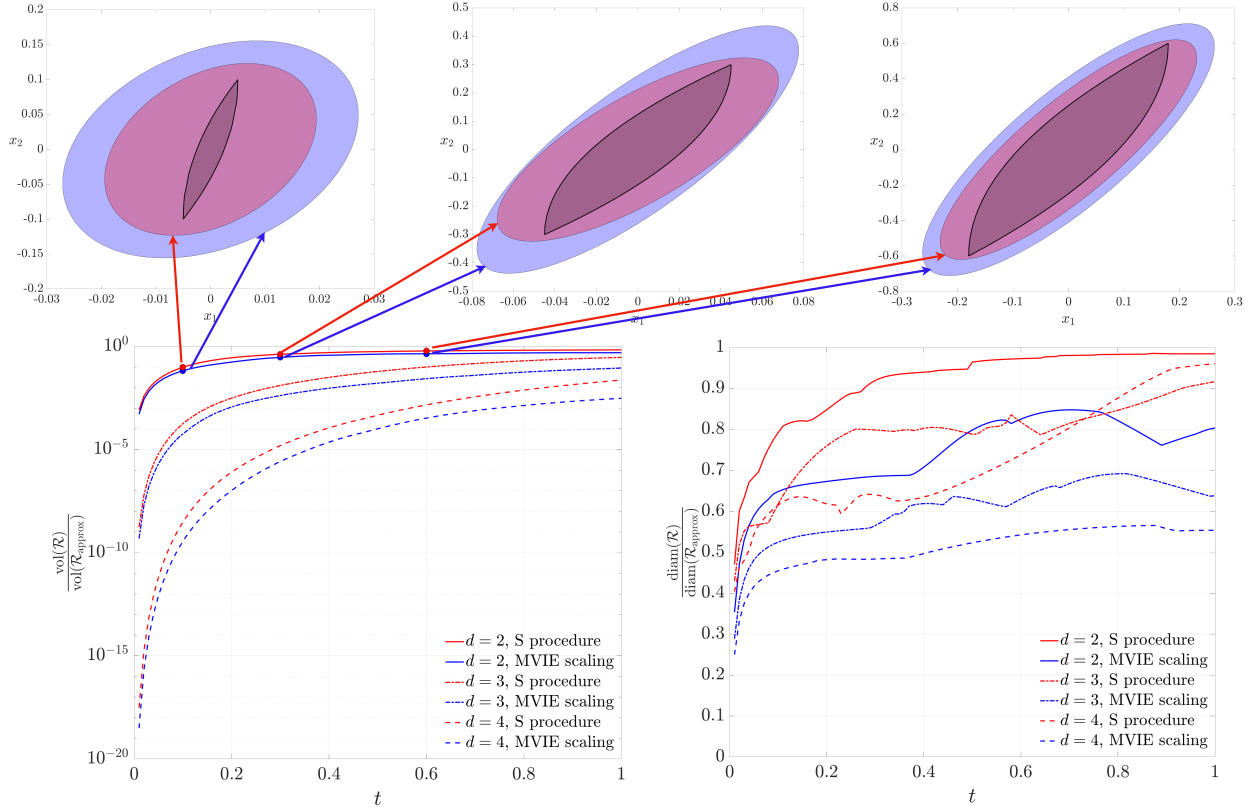 0.2
0.15
0.1
0.05
0
-0.05
-0.1
-0.15
-0.2
x₂
-0.03 -0.02 -0.01 0 0.01 0.02 0.03
x₁
0.5
0.4
0.3
0.2
0.1
0
-0.1
-0.2
-0.3
-0.4
-0.5
x₂
-0.08 -0.06 -0.04 -0.02 0 0.02 0.04 0.06 0.08
x₁
0.8
0.6
0.4
0.2
0
-0.2
-0.4
-0.6
-0.8
x₂
-0.3 -0.2 -0.1 0 0.1 0.2 0.3
x₁
10⁰
10⁻⁵
10⁻¹⁰
10⁻¹⁵
10⁻²⁰
vol(ℛ)
vol(ℛ_approx)
d = 2, S procedure
d = 2, MVIE scaling
d = 3, S procedure
d = 3, MVIE scaling
d = 4, S procedure
d = 4, MVIE scaling
0 0.2 0.4 0.6 0.8 1
t
1
0.9
0.8
0.7
0.6
0.5
0.4
0.3
0.2
0.1
0
diam(ℛ)
diam(ℛ_approx)
d = 2, S procedure
d = 2, MVIE scaling
d = 3, S procedure
d = 3, MVIE scaling
d = 4, S procedure
d = 4, MVIE scaling
0 0.2 0.4 0.6 0.8 1
t